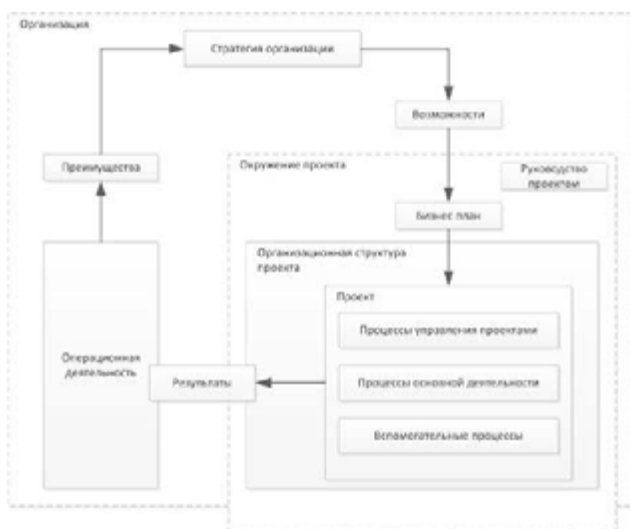 Организация
Стратегия организации
Возможности
Преимущества
Окружение проекта
Руководство
проектом
Бизнес план
Организационная структура
проекта
Проект
Процессы управления проектами
Операционная
деятельность
Результаты
Процессы основной деятельности
Вспомогательные процессы